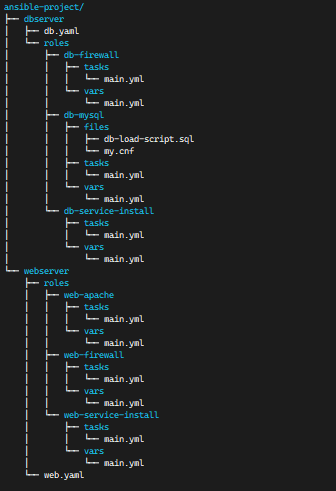 ansible-project/
├── dbserver
│   ├── db.yaml
│   └── roles
│       ├── db-firewall
│       │   ├── tasks
│       │   │   └── main.yml
│       │   └── vars
│       │       └── main.yml
│       ├── db-mysql
│       │   ├── files
│       │   │   ├── db-load-script.sql
│       │   │   └── my.cnf
│       │   ├── tasks
│       │   │   └── main.yml
│       │   └── vars
│       │       └── main.yml
│       └── db-service-install
│           ├── tasks
│           │   └── main.yml
│           └── vars
│               └── main.yml
└── webserver
    ├── roles
    │   ├── web-apache
    │   │   ├── tasks
    │   │   │   └── main.yml
    │   │   └── vars
    │   │       └── main.yml
    │   ├── web-firewall
    │   │   ├── tasks
    │   │   │   └── main.yml
    │   │   └── vars
    │   │       └── main.yml
    │   └── web-service-install
    │       ├── tasks
    │       │   └── main.yml
    │       └── vars
    │           └── main.yml
    └── web.yaml